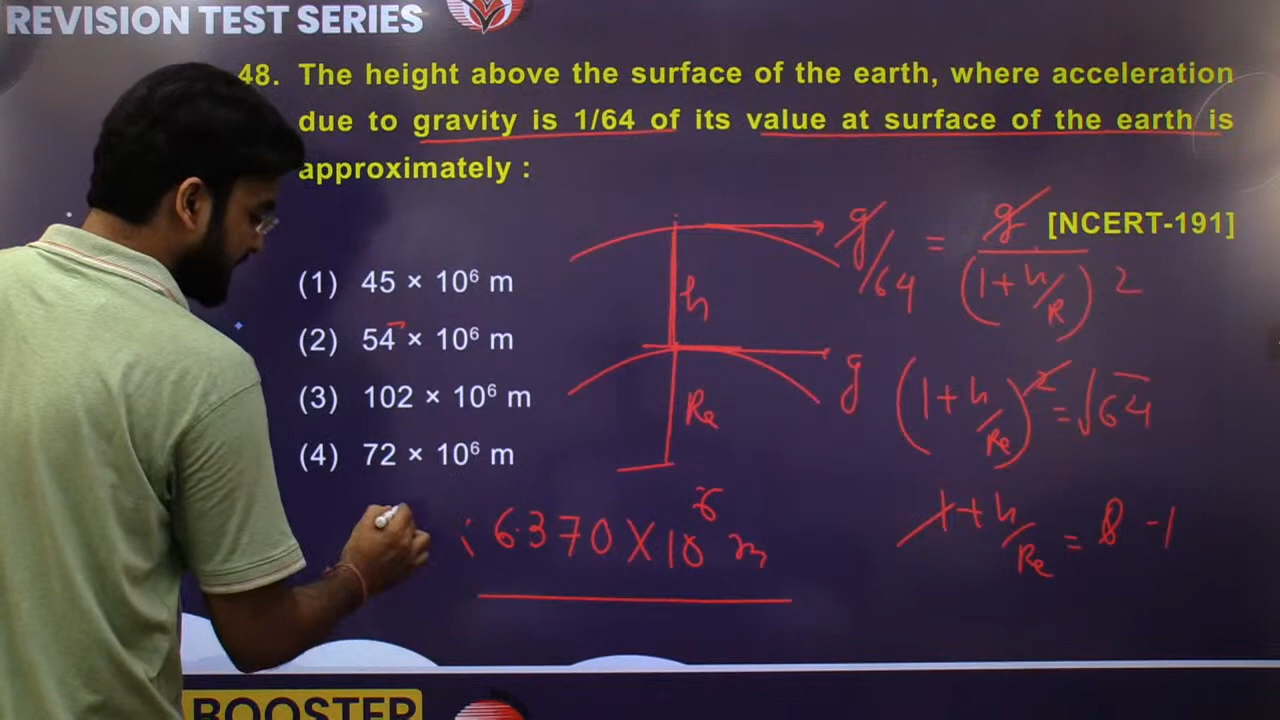 REVISION TEST SERIES
48. The height above the surface of the earth, where acceleration
due to gravity is 1/64 of its value at surface of the earth is
approximately :
[NCERT-191]
(1) 45 × 10⁶ m
(2) 54 × 10⁶ m
(3) 102 × 10⁶ m
(4) 72 × 10⁶ m
h
g
Re
g/64 = g/(1+h/R)2
(1+h/Re)² = √64
1+h/Re = 8-1
6.370 X 10⁶ m
BOOSTER